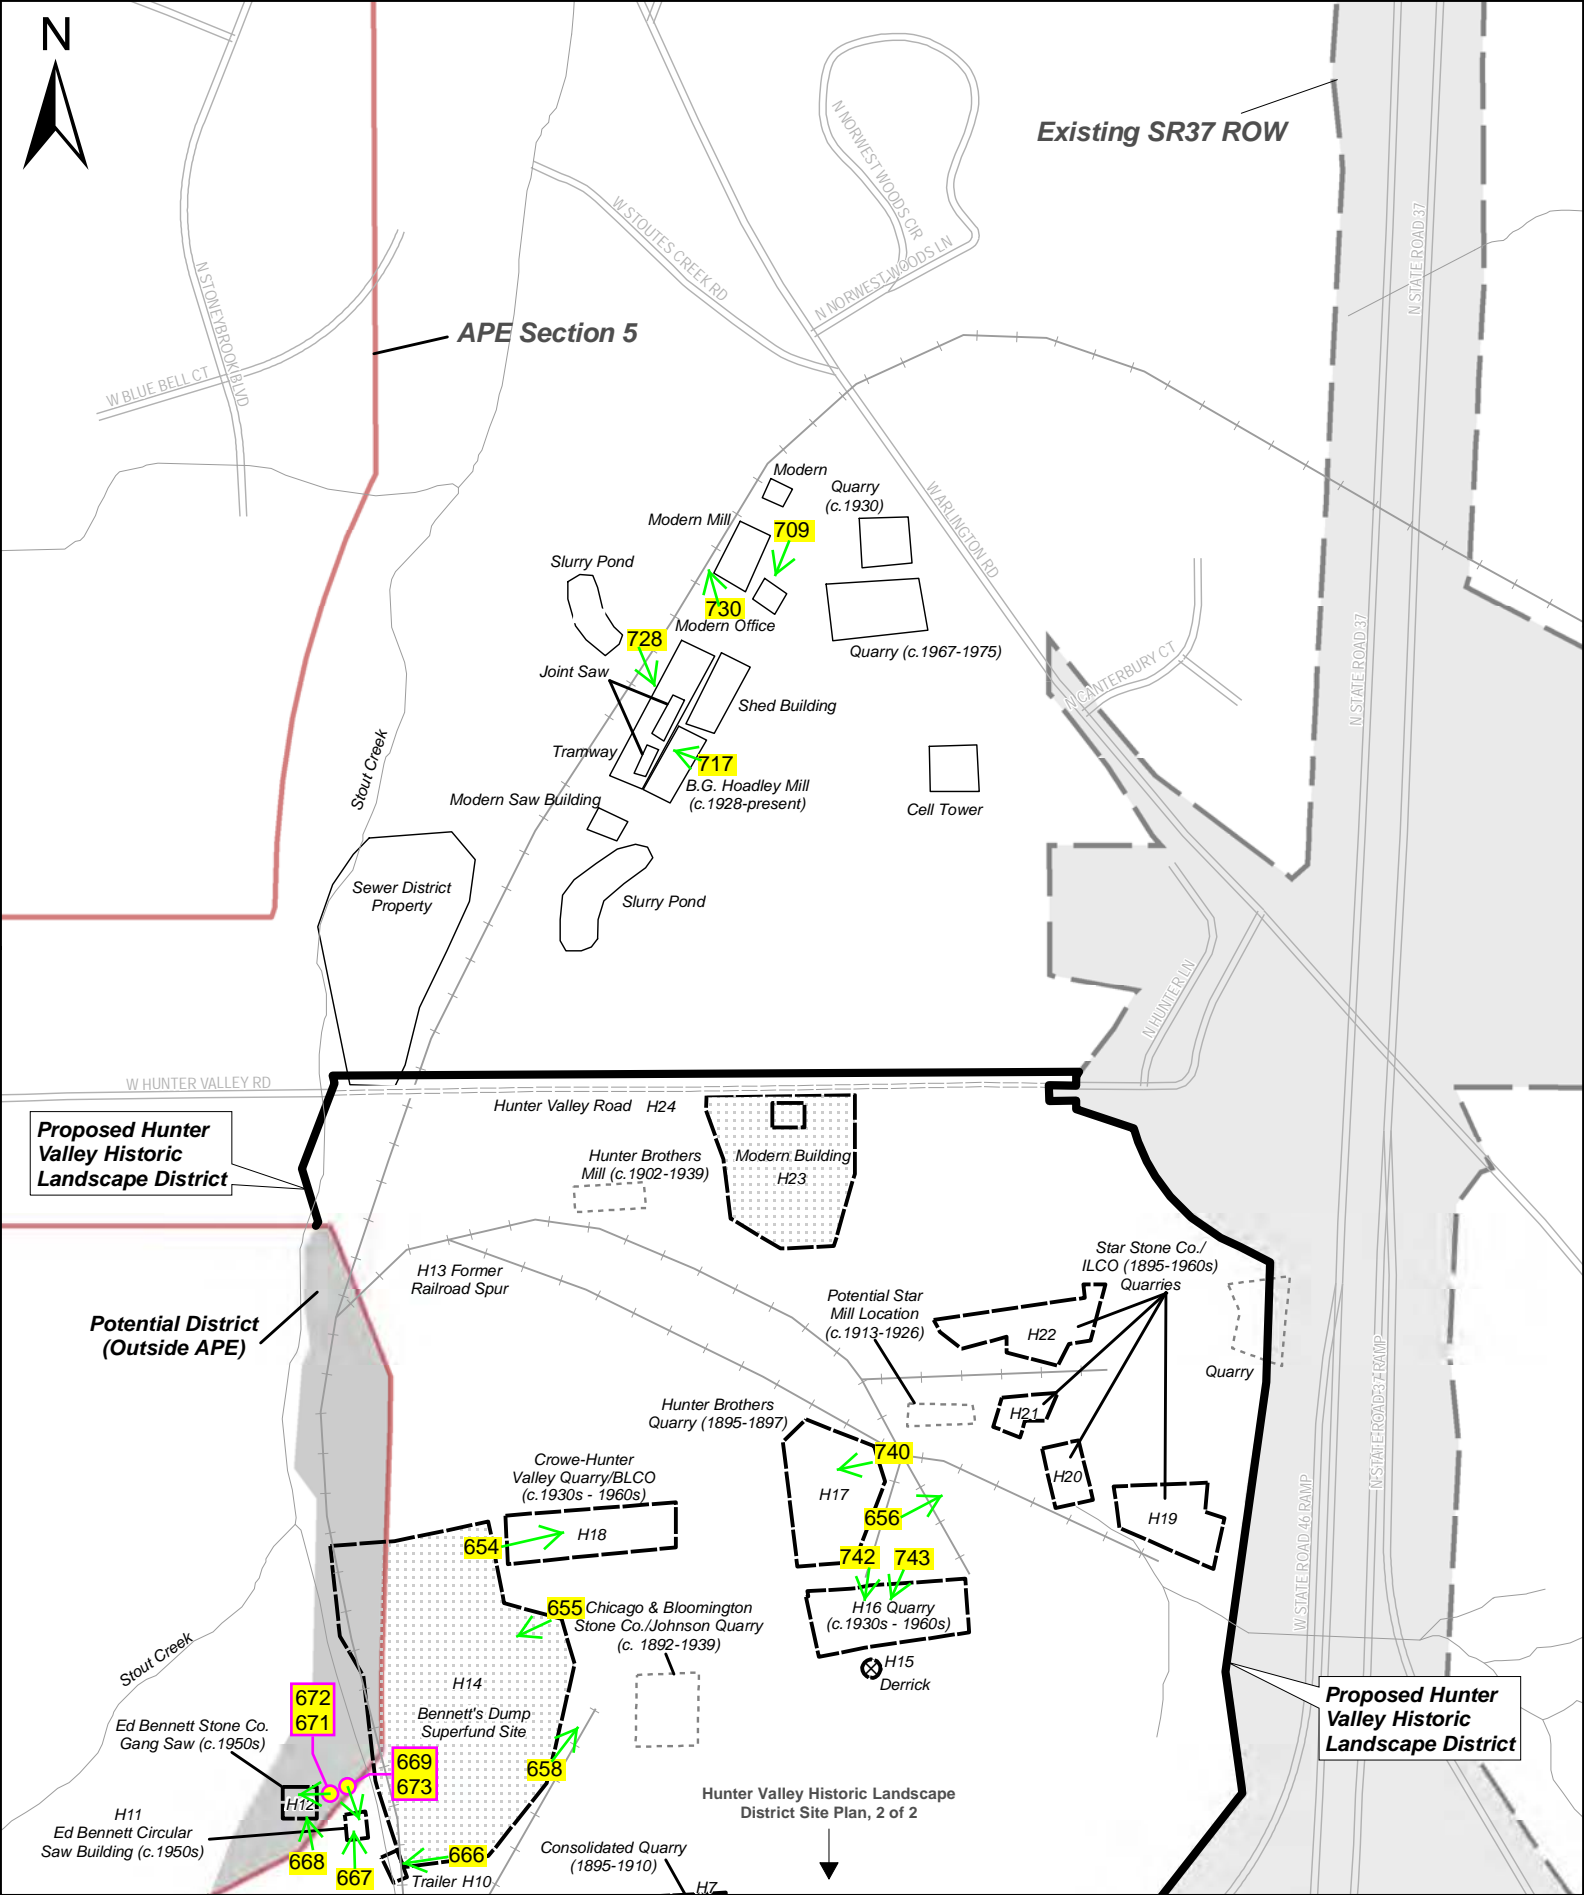 N
Existing SR37 ROW
N NORWEST WOODS CIR
W STOUTES CREEK RD
N NORWEST WOODS LN
N STATE ROAD 37
N STONEYBROOK BLVD
APE Section 5
W BLUE BELL CT
Modern
Quarry
(c.1930)
W ARLINGTON RD
Modern Mill
709
Slurry Pond
730
Modern Office
728
Quarry (c.1967-1975)
Joint Saw
N CANTERBURY CT
N STATE ROAD 37
Shed Building
Stout Creek
Tramway
717
B.G. Hoadley Mill
(c.1928-present)
Modern Saw Building
Cell Tower
Sewer District
Property
Slurry Pond
N HUNTER LN
W HUNTER VALLEY RD
Hunter Valley Road H24
Proposed Hunter
Valley Historic
Landscape District
Hunter Brothers
Mill (c.1902-1939)
Modern Building
H23
H13 Former
Railroad Spur
Star Stone Co./
ILCO (1895-1960s)
Quarries
Potential Star
Mill Location
(c.1913-1926)
H22
Potential District
(Outside APE)
Quarry
N STATE ROAD 37 RAMP
Hunter Brothers
Quarry (1895-1897)
H21
740
Crowe-Hunter
Valley Quarry/BLCO
(c.1930s - 1960s)
H20
H17
656
H19
W STATE ROAD 46 RAMP
654
H18
742
743
655
Chicago & Bloomington
Stone Co./Johnson Quarry
(c. 1892-1939)
H16 Quarry
(c.1930s - 1960s)
Stout Creek
H15
Derrick
H14
Bennett's Dump
Superfund Site
672
671
Ed Bennett Stone Co.
Gang Saw (c.1950s)
669
673
658
Proposed Hunter
Valley Historic
Landscape District
H12
Hunter Valley Historic Landscape
District Site Plan, 2 of 2
H11
Ed Bennett Circular
Saw Building (c.1950s)
668
667
666
Trailer H10
Consolidated Quarry
(1895-1910)
H7